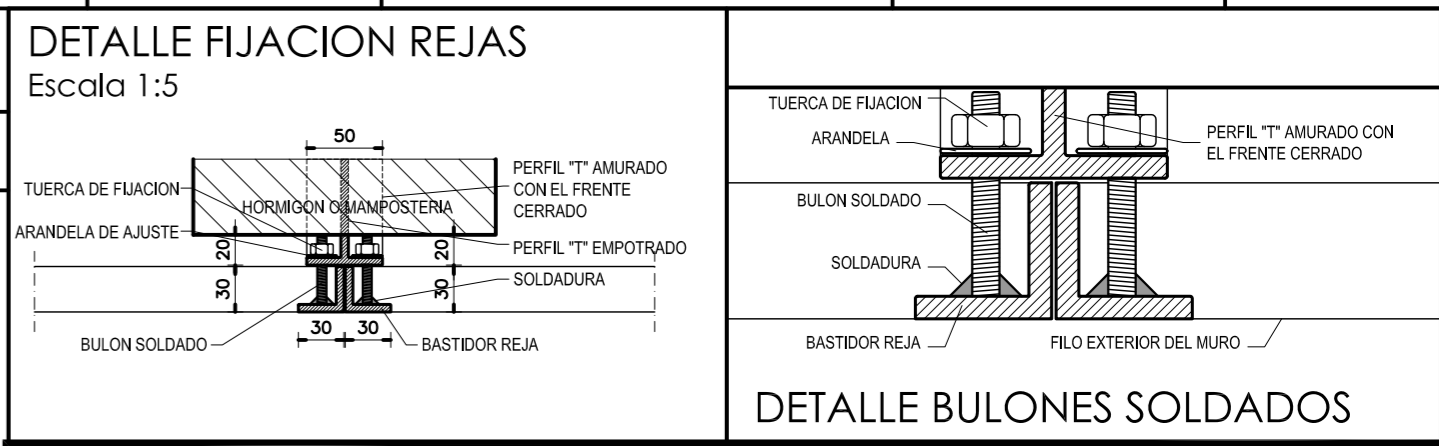 DETALLE FIJACION REJAS
Escala 1:5
50
TUERCA DE FIJACION
ARANDELA DE AJUSTE
HORMIGON O MAMPOSTERIA
PERFIL "T" AMURADO
CON EL FRENTE
CERRADO
PERFIL "T" EMPOTRADO
20
20
30
30
SOLDADURA
30
30
BULON SOLDADO
BASTIDOR REJA
TUERCA DE FIJACION
ARANDELA
PERFIL "T" AMURADO CON
EL FRENTE CERRADO
BULON SOLDADO
SOLDADURA
BASTIDOR REJA
FILO EXTERIOR DEL MURO
DETALLE BULONES SOLDADOS